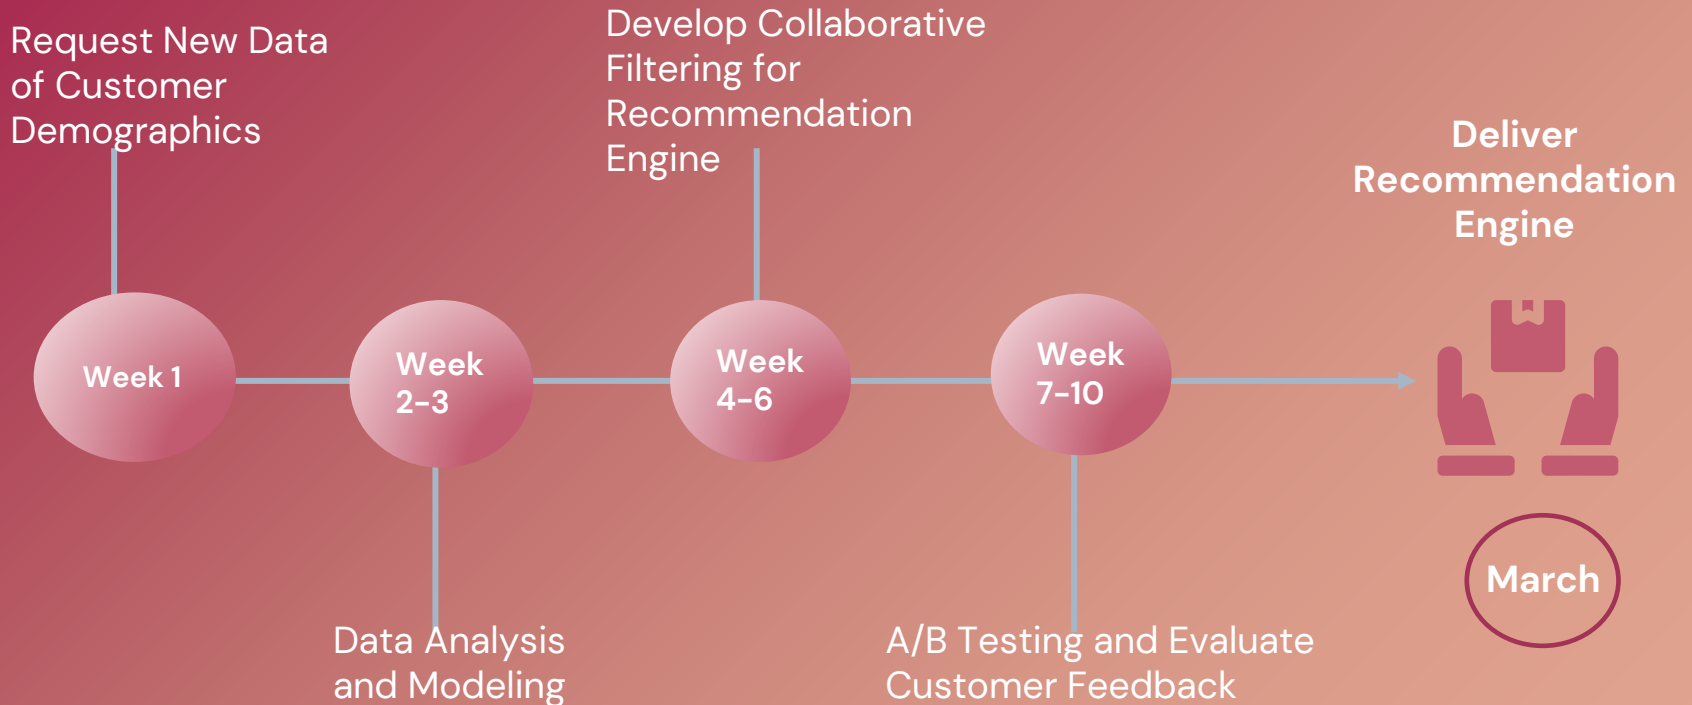 Request New Data
of Customer
Demographics
Develop Collaborative
Filtering for
Recommendation
Engine
Deliver
Recommendation
Engine
Week 1
Week
2-3
Week
4-6
Week
7-10
March
Data Analysis
and Modeling
A/B Testing and Evaluate
Customer Feedback